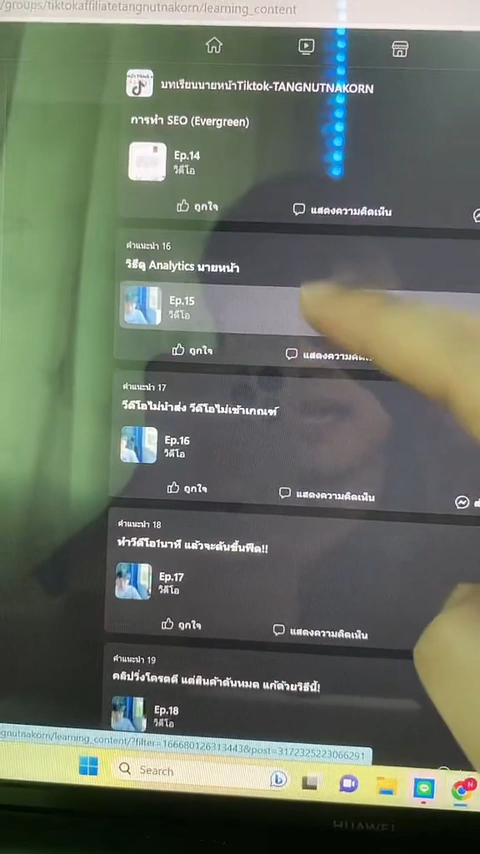 /groups/tiktokaffiliatetangnutnakorn/learning_content
บทเรียนนายหน้าTiktok-TANGNUTNAKORN
การทำ SEO (Evergreen)
Ep.14
วิดีโอ
ถูกใจ
แสดงความคิดเห็น
คำแนะนำ 16
วิธีดู Analytics นายหน้า
Ep.15
วิดีโอ
ถูกใจ
แสดงความคิด
คำแนะนำ 17
วีดีโอไม่นำส่ง วีดีโอไม่เข้าเกณฑ์
Ep.16
วิดีโอ
ถูกใจ
แสดงความคิดเห็น
คำแนะนำ 18
ทำวีดีโอ1นาที แล้วจะดันขึ้นฟีด!!
Ep.17
วิดีโอ
ถูกใจ
แสดงความคิดเห็น
คำแนะนำ 19
คลิปวิ่งโครตดี แต่สินค้าดันหมด แก้ด้วยวิธีนี้!
Ep.18
วิดีโอ
gnutnakorn/learning_content/?filter=166680126313443&post=3172325223066291
Search
HUAWEI